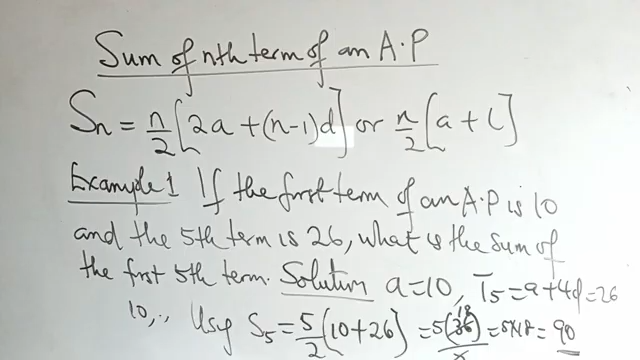 Sum of nth term of an A.P
Sn = n/2[2a + (n-1)d] or n/2[a + l]
Example 1 If the first term of an A.P is 10
and the 5th term is 26, what is the sum of
the first 5th term. Solution a=10, T5=a+4d=26
10,., Using S5 = 5/2(10+26) = 5(36)/2 18 = 5x18 = 90